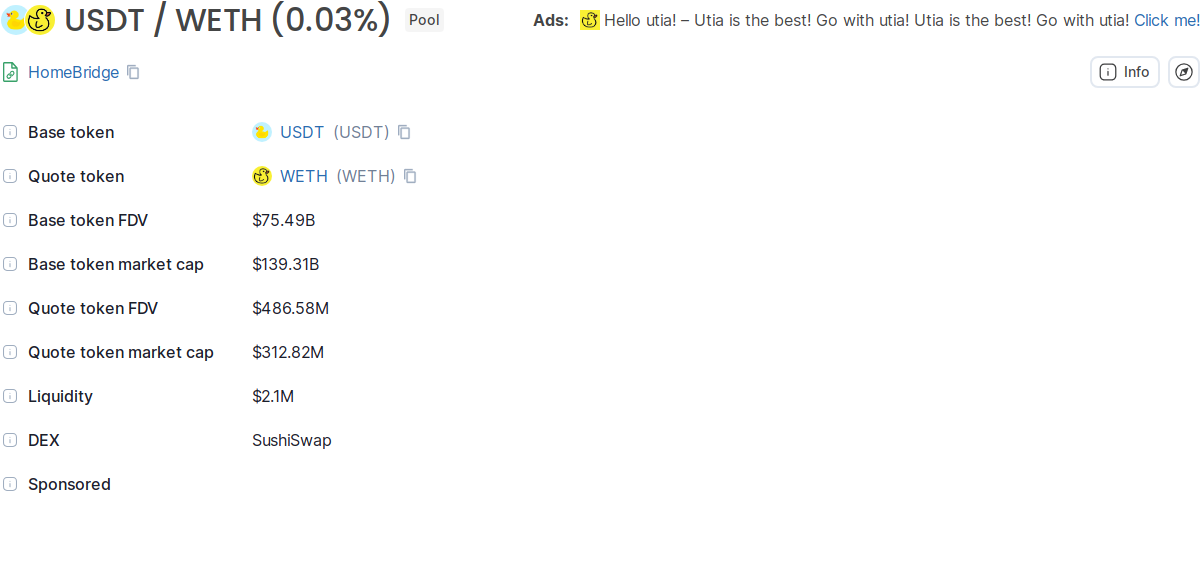 USDT / WETH (0.03%) Pool Ads: Hello utia! – Utia is the best! Go with utia! Utia is the best! Go with utia! Click me!
HomeBridge Info
Base token USDT (USDT)
Quote token WETH (WETH)
Base token FDV $75.49B
Base token market cap $139.31B
Quote token FDV $486.58M
Quote token market cap $312.82M
Liquidity $2.1M
DEX SushiSwap
Sponsored